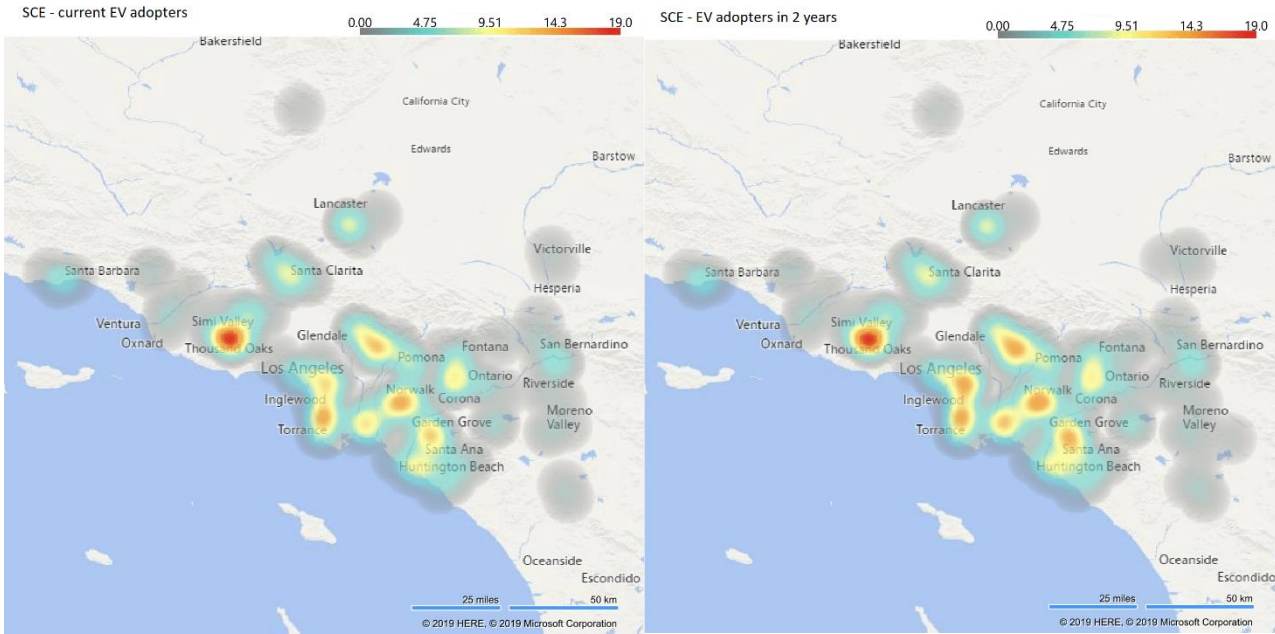 SCE - current EV adopters
0.00 4.75 9.51 14.3 19.0
Bakersfield
California City
Edwards
Barstow
Lancaster
Victorville
Santa Barbara
Santa Clarita
Hesperia
Ventura
Simi Valley
Oxnard
Thousand Oaks
Glendale
Pomona
Fontana
San Bernardino
Los Angeles
Ontario
Riverside
Inglewood
Norwalk
Corona
Moreno
Valley
Torrance
Garden Grove
Santa Ana
Huntington Beach
Oceanside
Escondido
25 miles 50 km
© 2019 HERE, © 2019 Microsoft Corporation
SCE - EV adopters in 2 years
0.00 4.75 9.51 14.3 19.0
Bakersfield
California City
Edwards
Barstow
Lancaster
Victorville
Santa Barbara
Santa Clarita
Hesperia
Ventura
Simi Valley
Oxnard
Thousand Oaks
Glendale
Pomona
Fontana
San Bernardino
Los Angeles
Ontario
Riverside
Inglewood
Norwalk
Corona
Moreno
Valley
Torrance
Garden Grove
Santa Ana
Huntington Beach
Oceanside
Escondido
25 miles 50 km
© 2019 HERE, © 2019 Microsoft Corporation